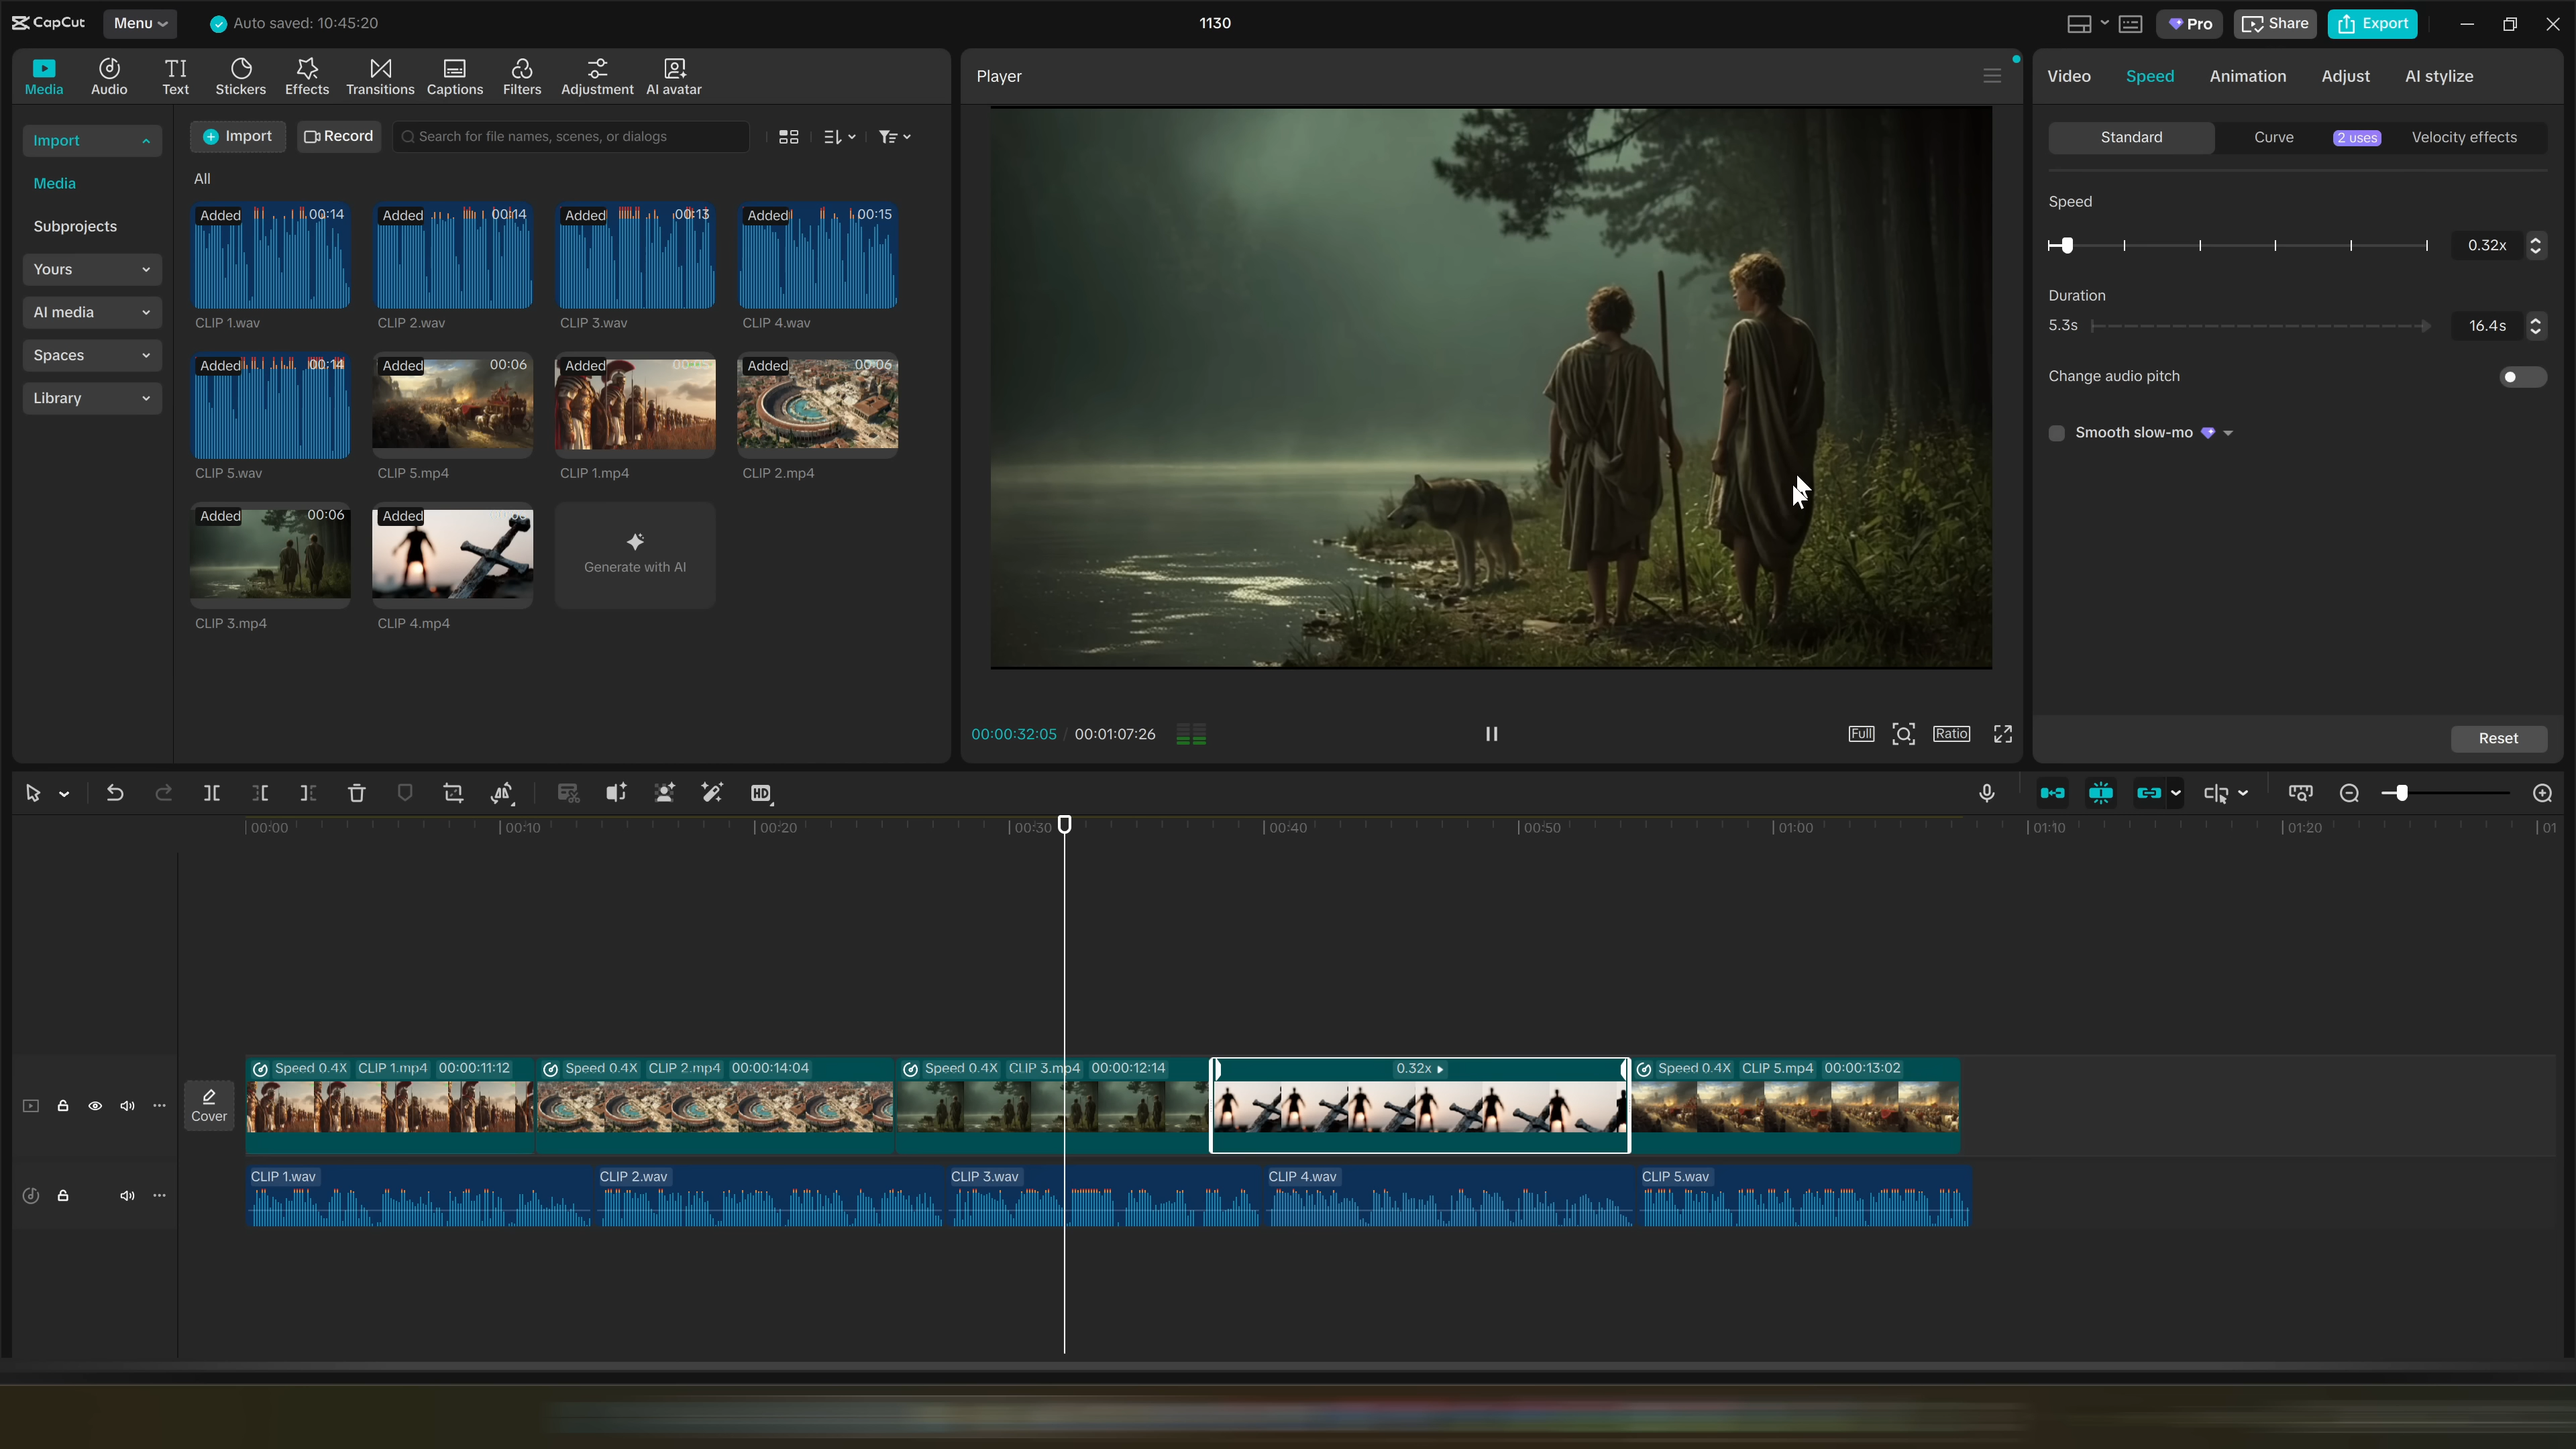 CapCut Menu Auto saved: 10:45:20 1130 Pro Share Export
Media Audio Text Stickers Effects Transitions Captions Filters Adjustment AI avatar
Import
Media
Subprojects
Yours
AI media
Spaces
Library
Import Record Search for file names, scenes, or dialogs
All
Added 00:14 Added 00:14 Added 00:13 Added 00:15
CLIP 1.wav CLIP 2.wav CLIP 3.wav CLIP 4.wav
Added 00:14 Added 00:06 Added Added 00:06
CLIP 5.wav CLIP 5.mp4 CLIP 1.mp4 CLIP 2.mp4
Added 00:06 Added
Generate with AI
CLIP 3.mp4 CLIP 4.mp4
Player
00:00:32:05 / 00:01:07:26 Full Ratio
Video Speed Animation Adjust AI stylize
Standard Curve 2 uses Velocity effects
Speed
0.32x
Duration
5.3s 16.4s
Change audio pitch
Smooth slow-mo
Reset
HD
00:00 00:10 00:20 00:30 00:40 00:50 01:00 01:10 01:20 01
Speed 0.4X CLIP 1.mp4 00:00:11:12 Speed 0.4X CLIP 2.mp4 00:00:14:04 Speed 0.4X CLIP 3.mp4 00:00:12:14 0.32x Speed 0.4X CLIP 5.mp4 00:00:13:02
Cover
CLIP 1.wav CLIP 2.wav CLIP 3.wav CLIP 4.wav CLIP 5.wav